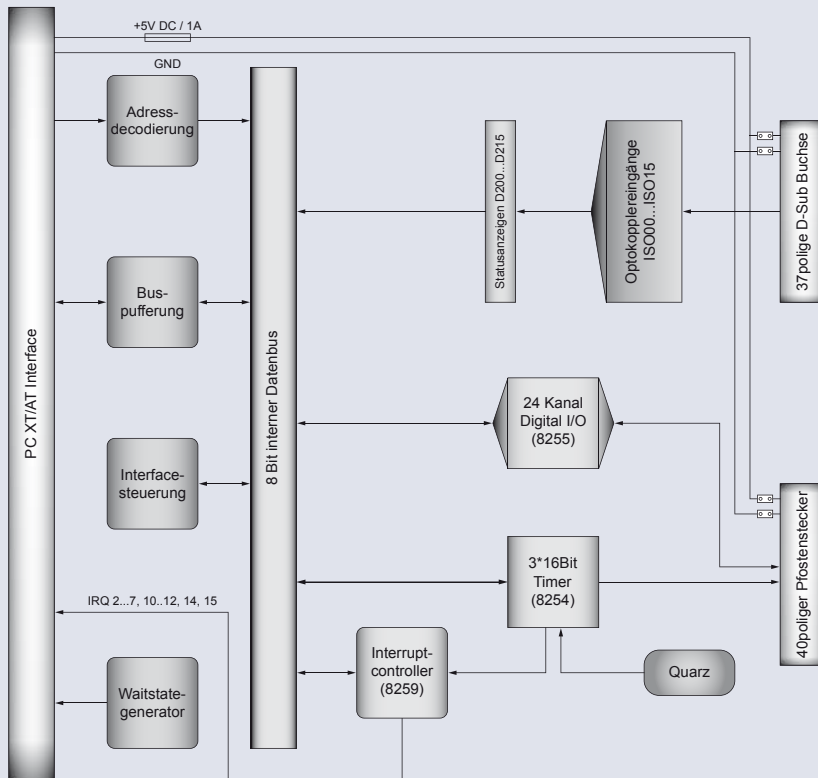 +5V DC / 1A
GND
PC XT/AT Interface
Adress-
decodierung
Bus-
pufferung
Interface-
steuerung
IRQ 2...7, 10..12, 14, 15
Waitstate-
generator
8 Bit interner Datenbus
Statusanzeigen D200...D215
Optokopplereingänge
ISO00...ISO15
37polige D-Sub Buchse
24 Kanal
Digital I/O
(8255)
3*16Bit
Timer
(8254)
40poliger Pfostenstecker
Interrupt-
controller
(8259)
Quarz